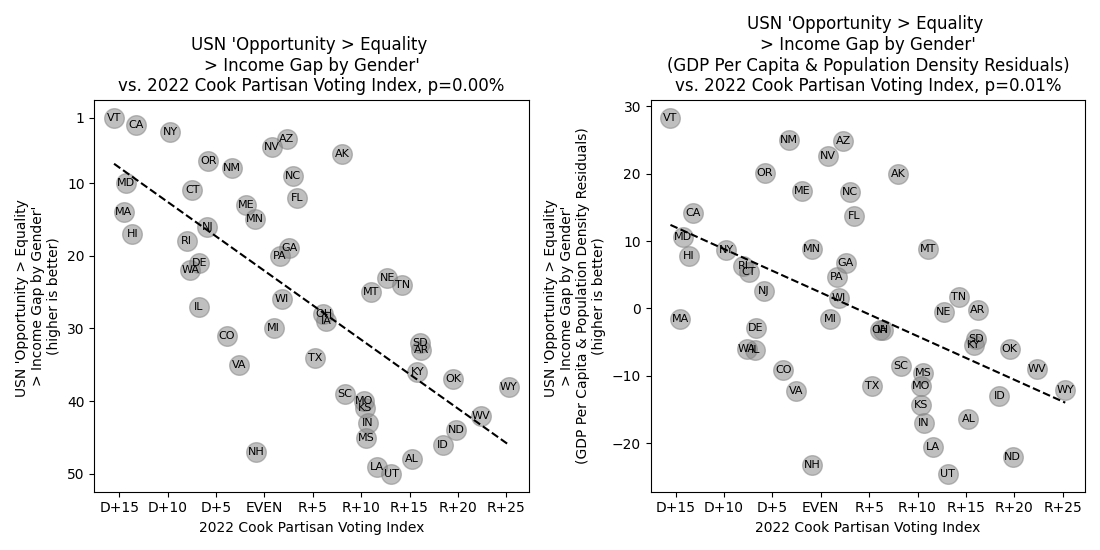 USN 'Opportunity > Equality
> Income Gap by Gender'
vs. 2022 Cook Partisan Voting Index, p=0.00%
USN 'Opportunity > Equality
> Income Gap by Gender'
(higher is better)
1
10
20
30
40
50
VT
CA
NY
AZ
NV
AK
OR
NM
NC
MD
CT
FL
ME
MA
MN
NJ
HI
RI
GA
PA
DE
WA
NE
TN
MT
WI
IL
OH
IA
MI
CO
SD
AR
TX
VA
KY
OK
WY
SC
MO
KS
WV
IN
ND
MS
ID
NH
AL
LA
UT
D+15 D+10 D+5 EVEN R+5 R+10 R+15 R+20 R+25
2022 Cook Partisan Voting Index
USN 'Opportunity > Equality
> Income Gap by Gender'
(GDP Per Capita & Population Density Residuals)
vs. 2022 Cook Partisan Voting Index, p=0.01%
USN 'Opportunity > Equality
> Income Gap by Gender'
(GDP Per Capita & Population Density Residuals)
(higher is better)
30
20
10
0
−10
−20
VT
NM
AZ
NV
OR
AK
ME
NC
FL
CA
MD
NY
MN
MT
HI
GA
RI
CT
PA
NJ
WI
TN
AR
NE
MA
MI
DE
OH
IA
SD
KY
WA
IL
OK
SC
CO
WV
MS
TX
MO
VA
WY
ID
KS
AL
IN
LA
ND
NH
UT
D+15 D+10 D+5 EVEN R+5 R+10 R+15 R+20 R+25
2022 Cook Partisan Voting Index